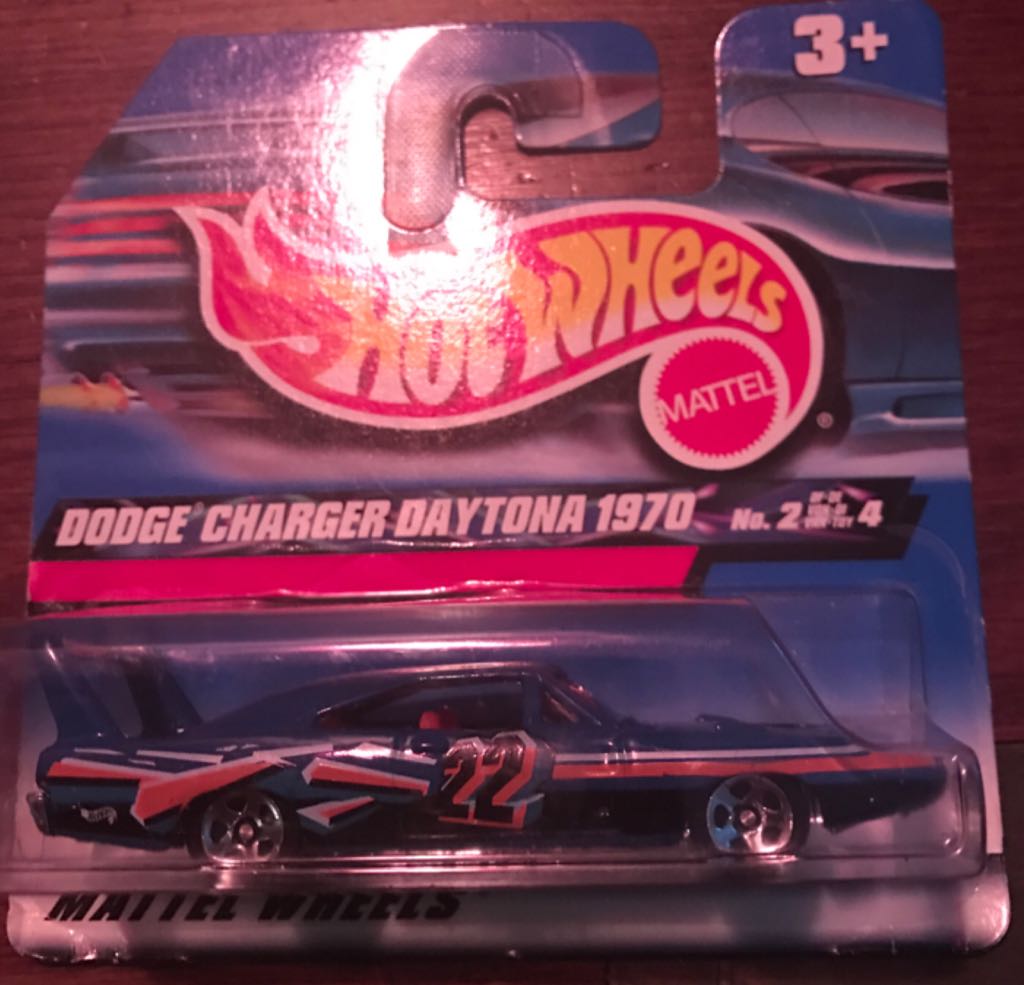 3+
HOT WHEELS
MATTEL
®
DODGE CHARGER DAYTONA 1970 No. 2 4
22
MATTEL WHEELS